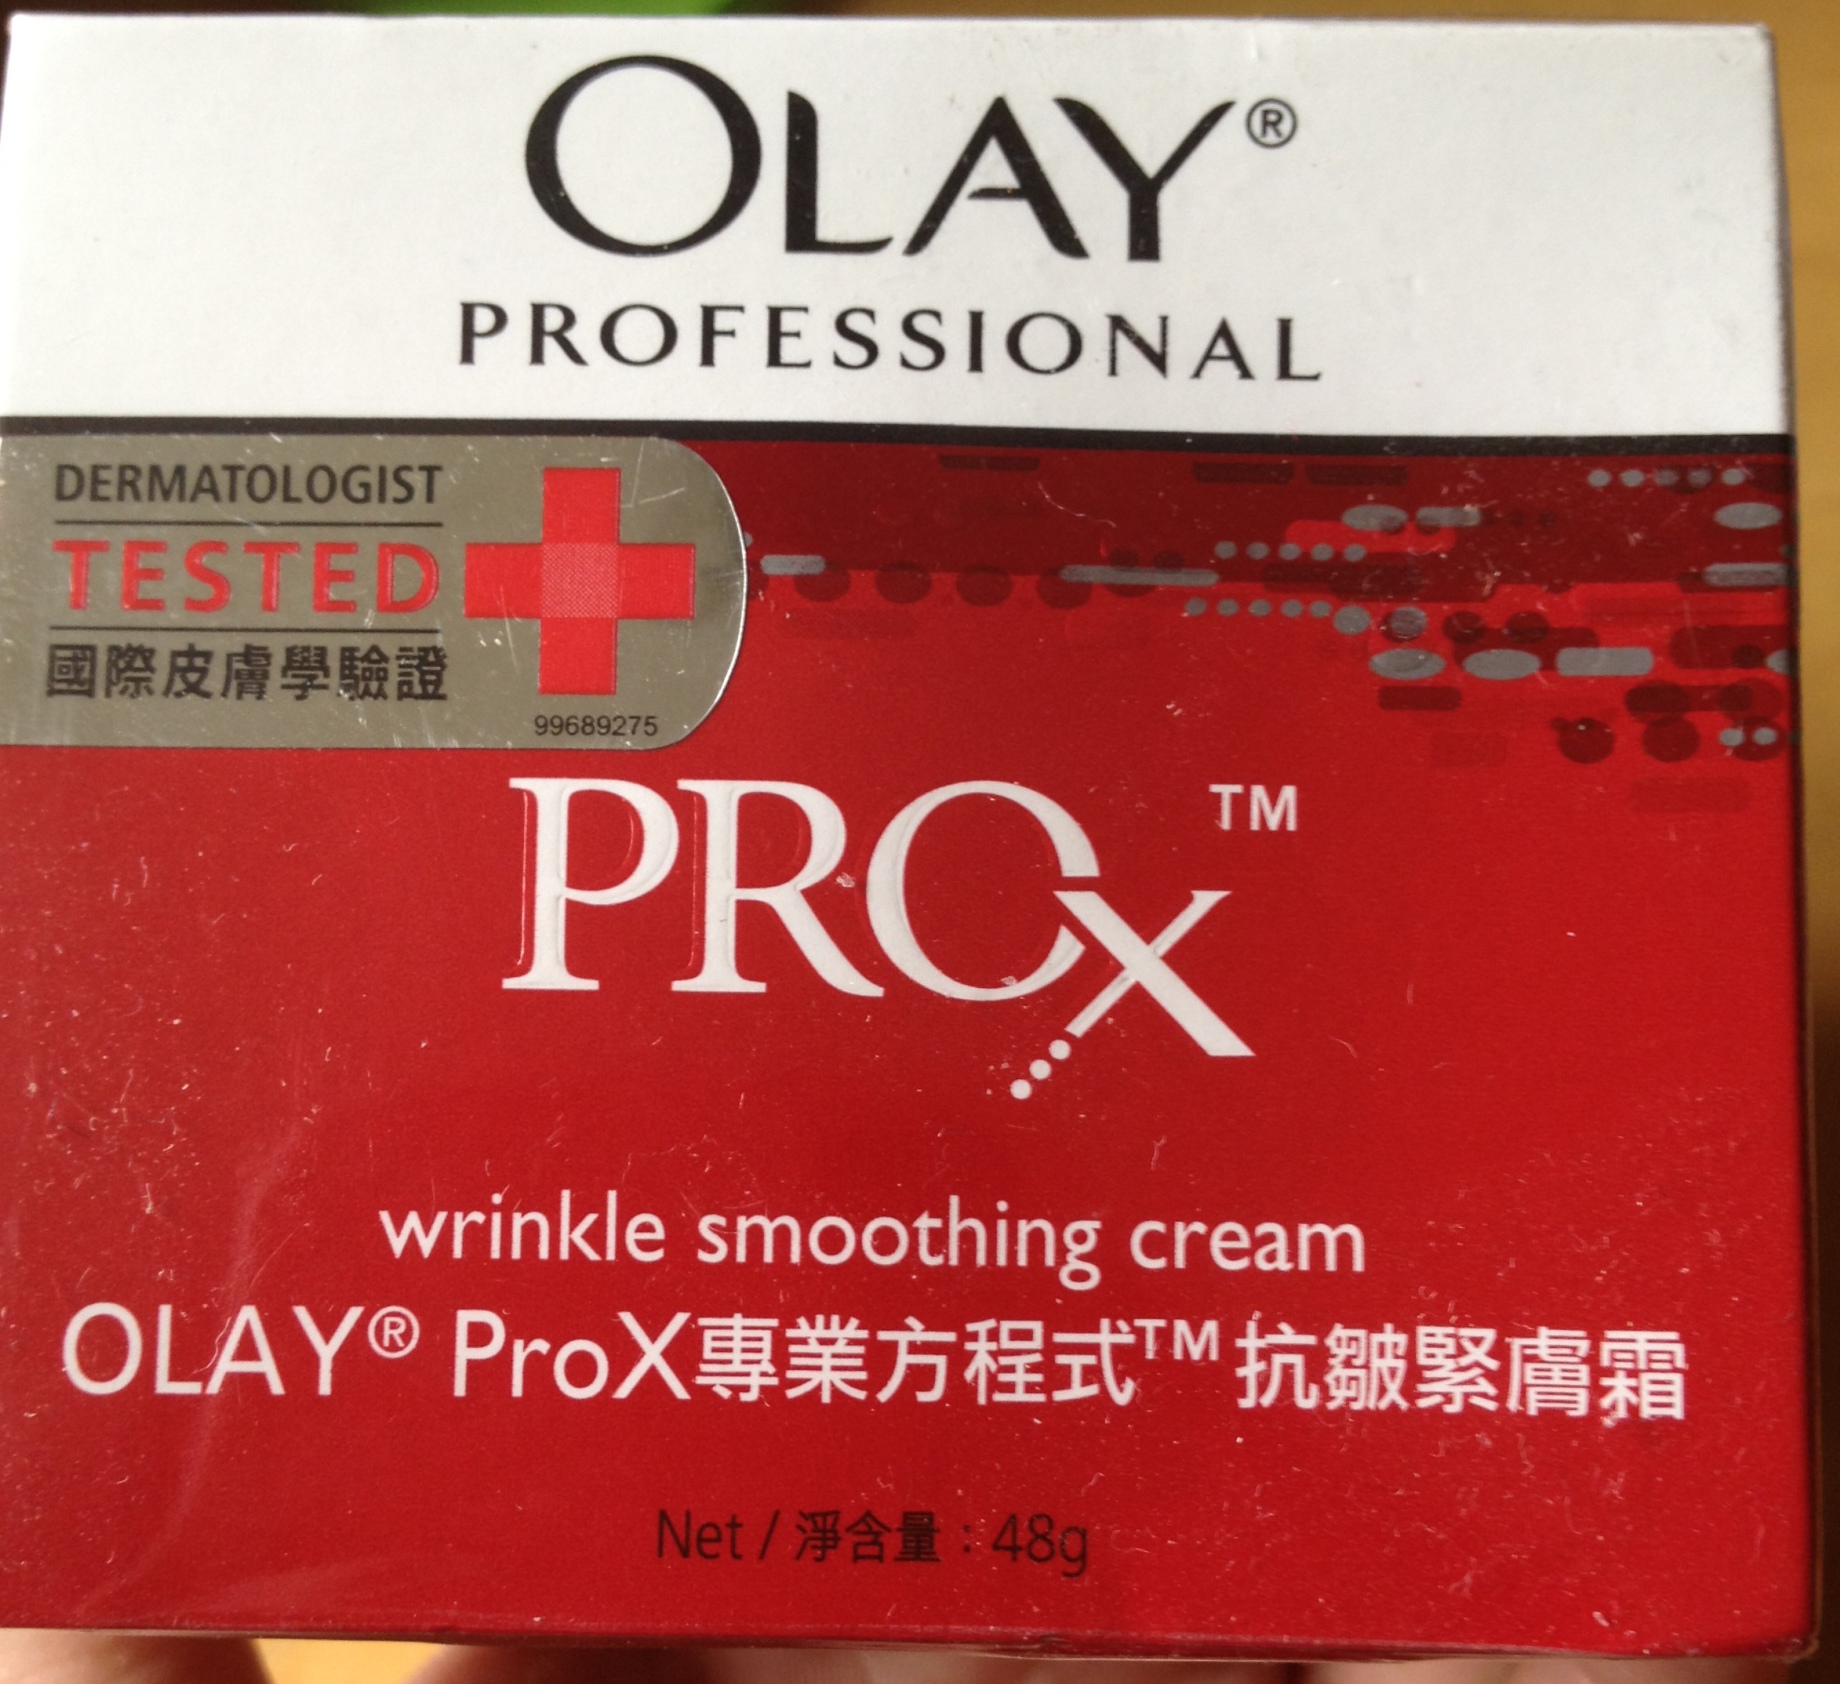 OLAY®
PROFESSIONAL
DERMATOLOGIST
TESTED
國際皮膚學驗證
99689275
PROX™
wrinkle smoothing cream
OLAY® ProX專業方程式™抗皺緊膚霜
Net / 淨含量：48g